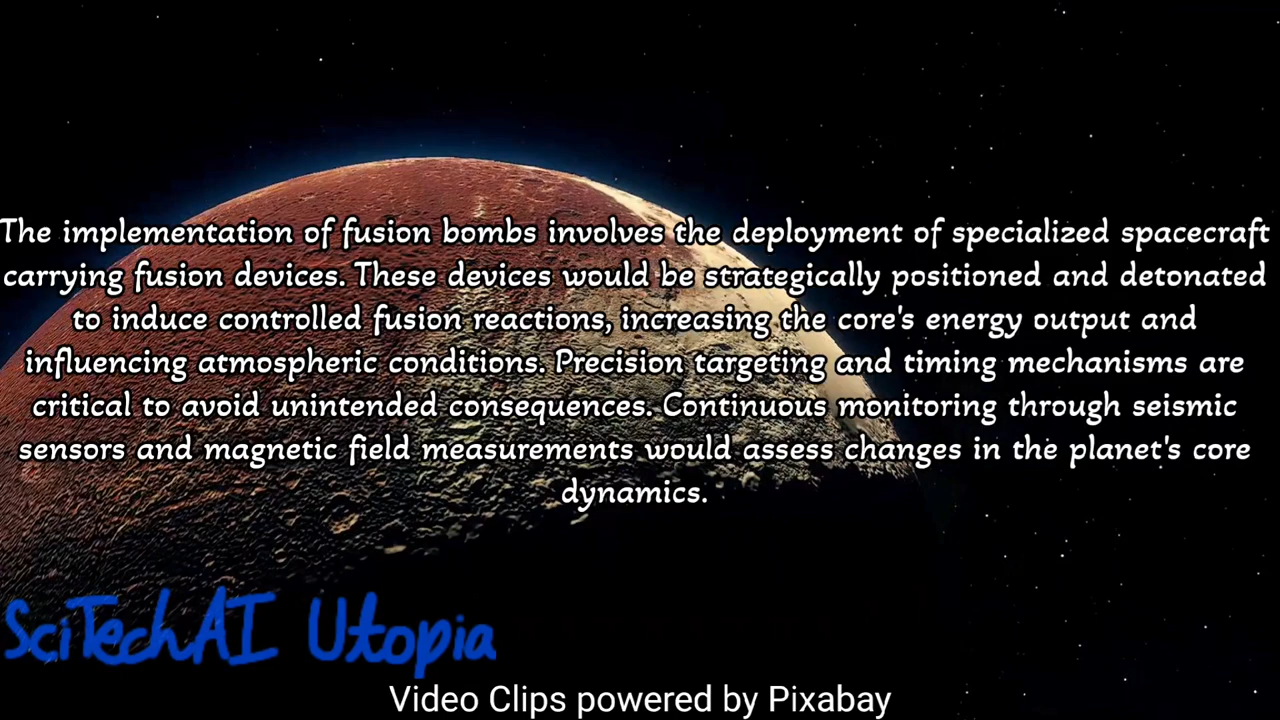 The implementation of fusion bombs involves the deployment of specialized spacecraft
carrying fusion devices. These devices would be strategically positioned and detonated
to induce controlled fusion reactions, increasing the core's energy output and
influencing atmospheric conditions. Precision targeting and timing mechanisms are
critical to avoid unintended consequences. Continuous monitoring through seismic
sensors and magnetic field measurements would assess changes in the planet's core
dynamics.
SciTechAI Utopia
Video Clips powered by Pixabay